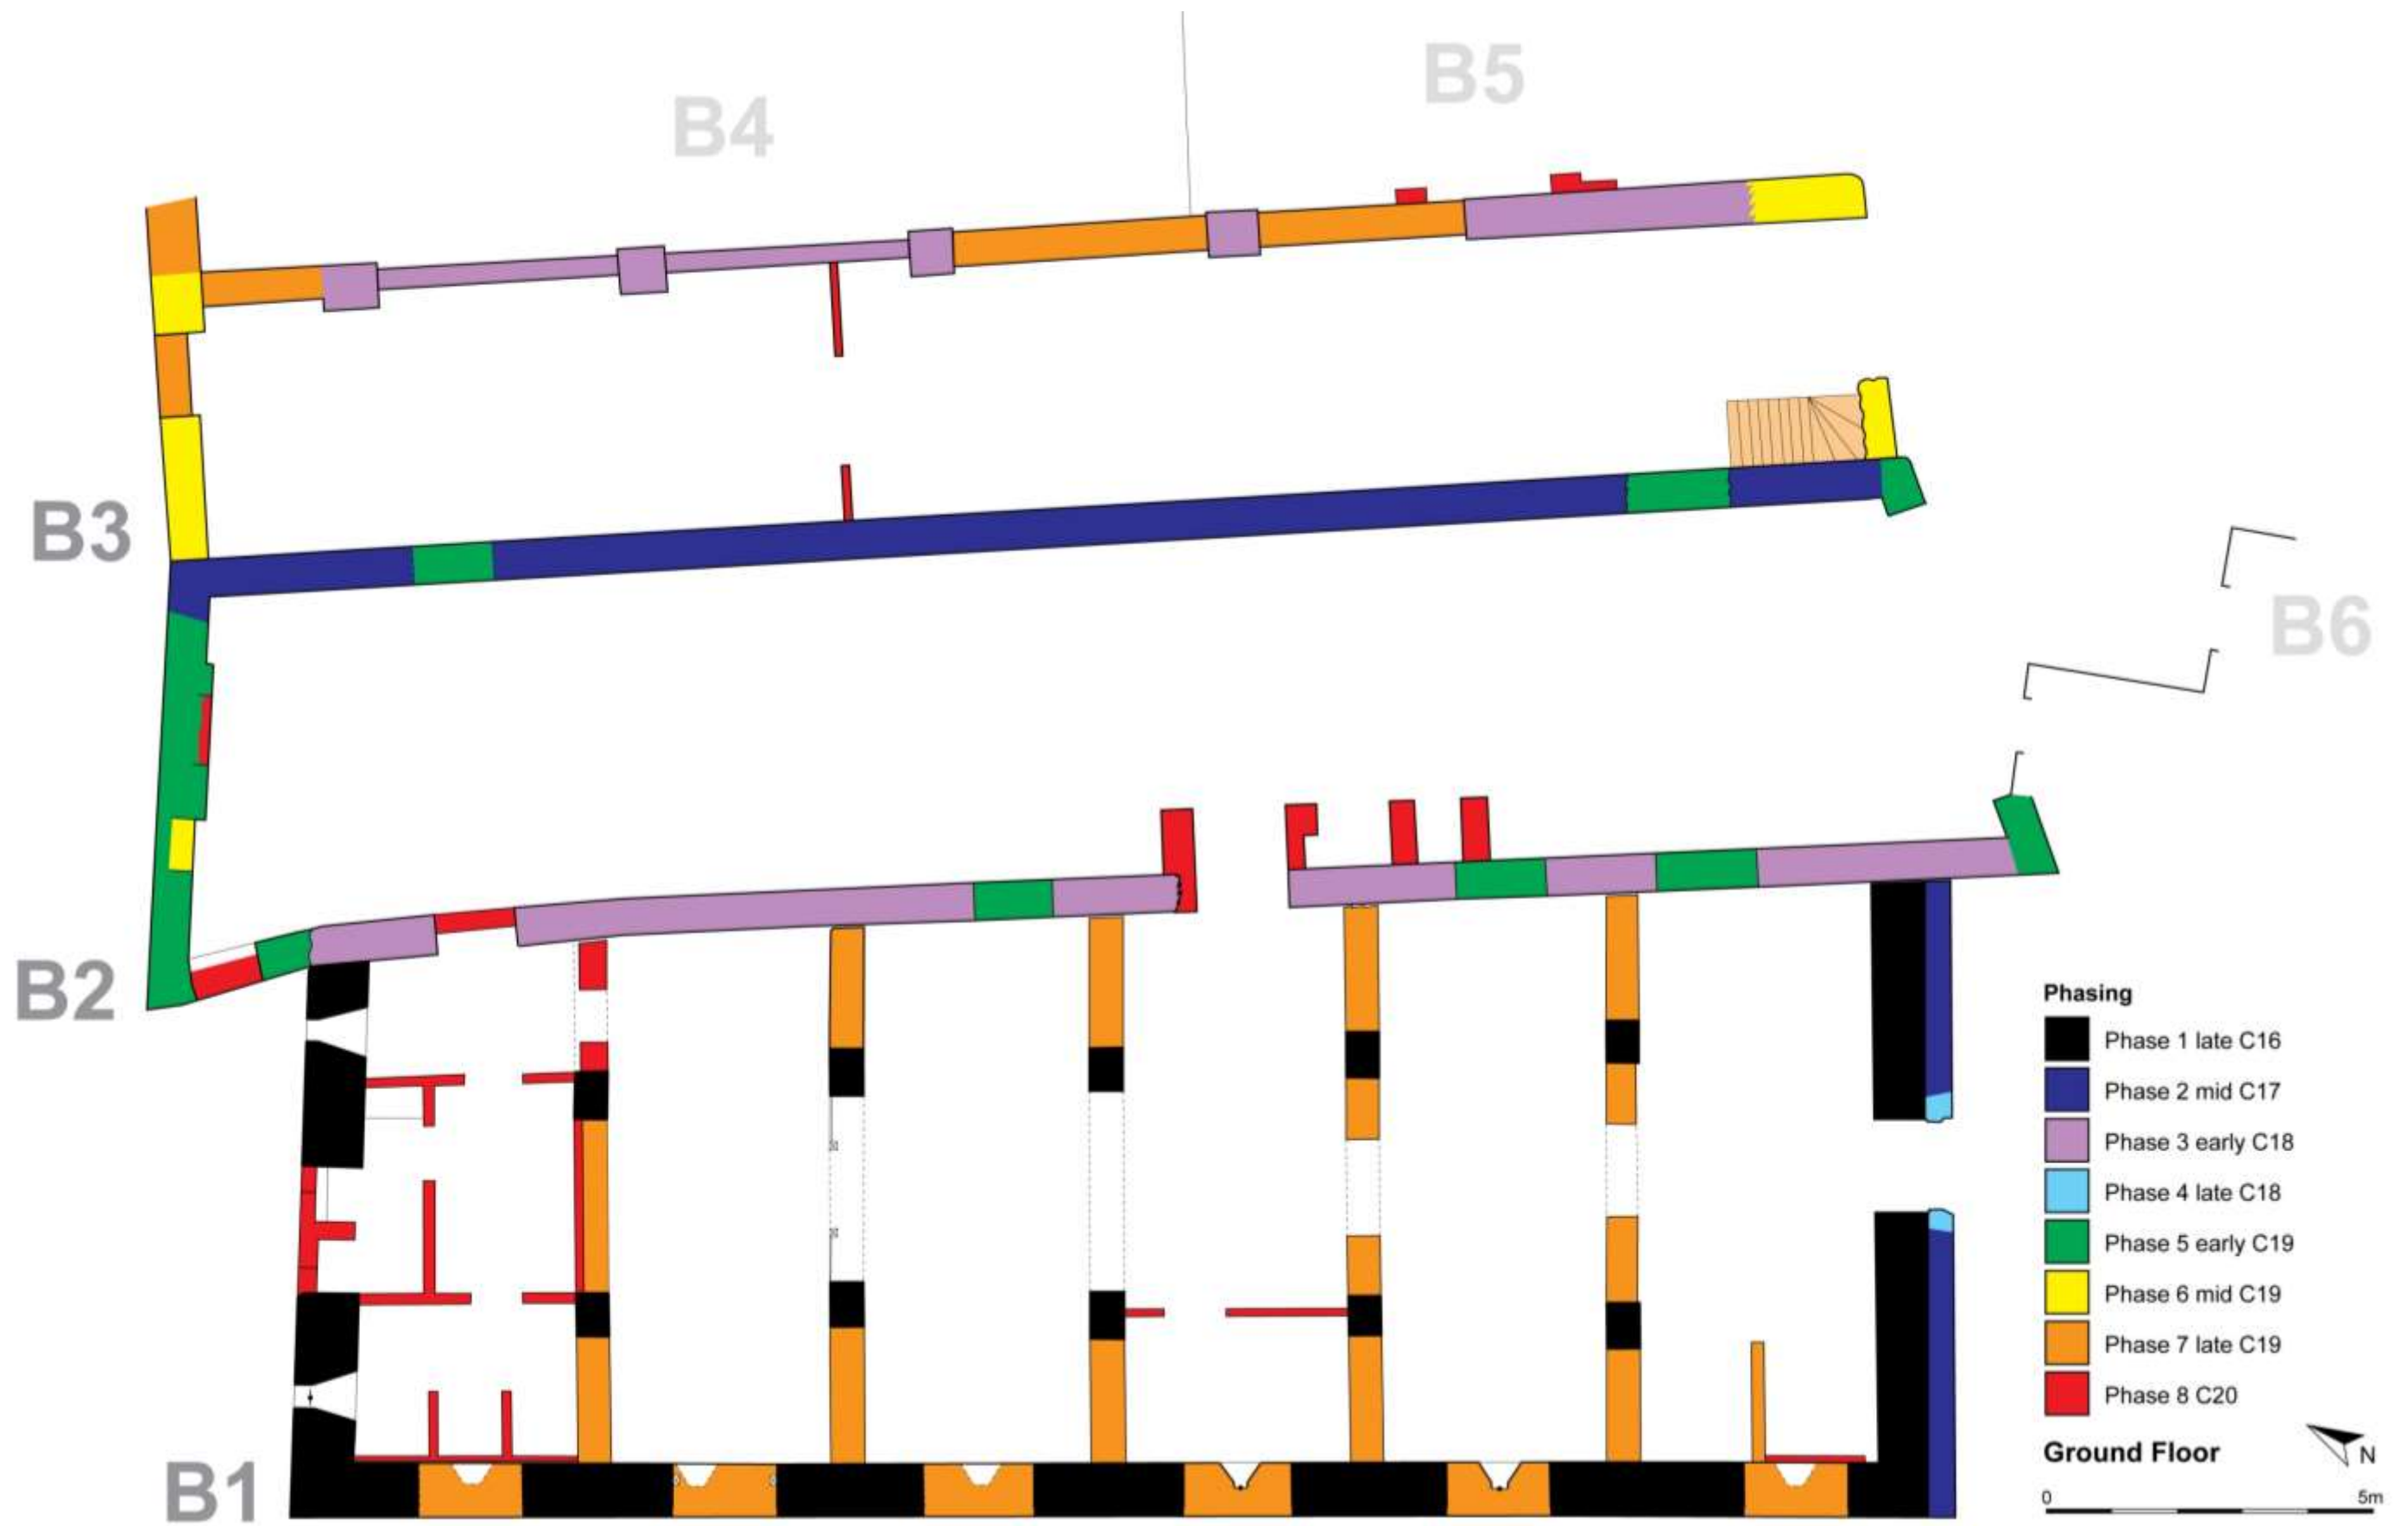 B5
B4
B3
B6
B2
B1
Phasing
Phase 1 late C16
Phase 2 mid C17
Phase 3 early C18
Phase 4 late C18
Phase 5 early C19
Phase 6 mid C19
Phase 7 late C19
Phase 8 C20
Ground Floor
N
0 5m